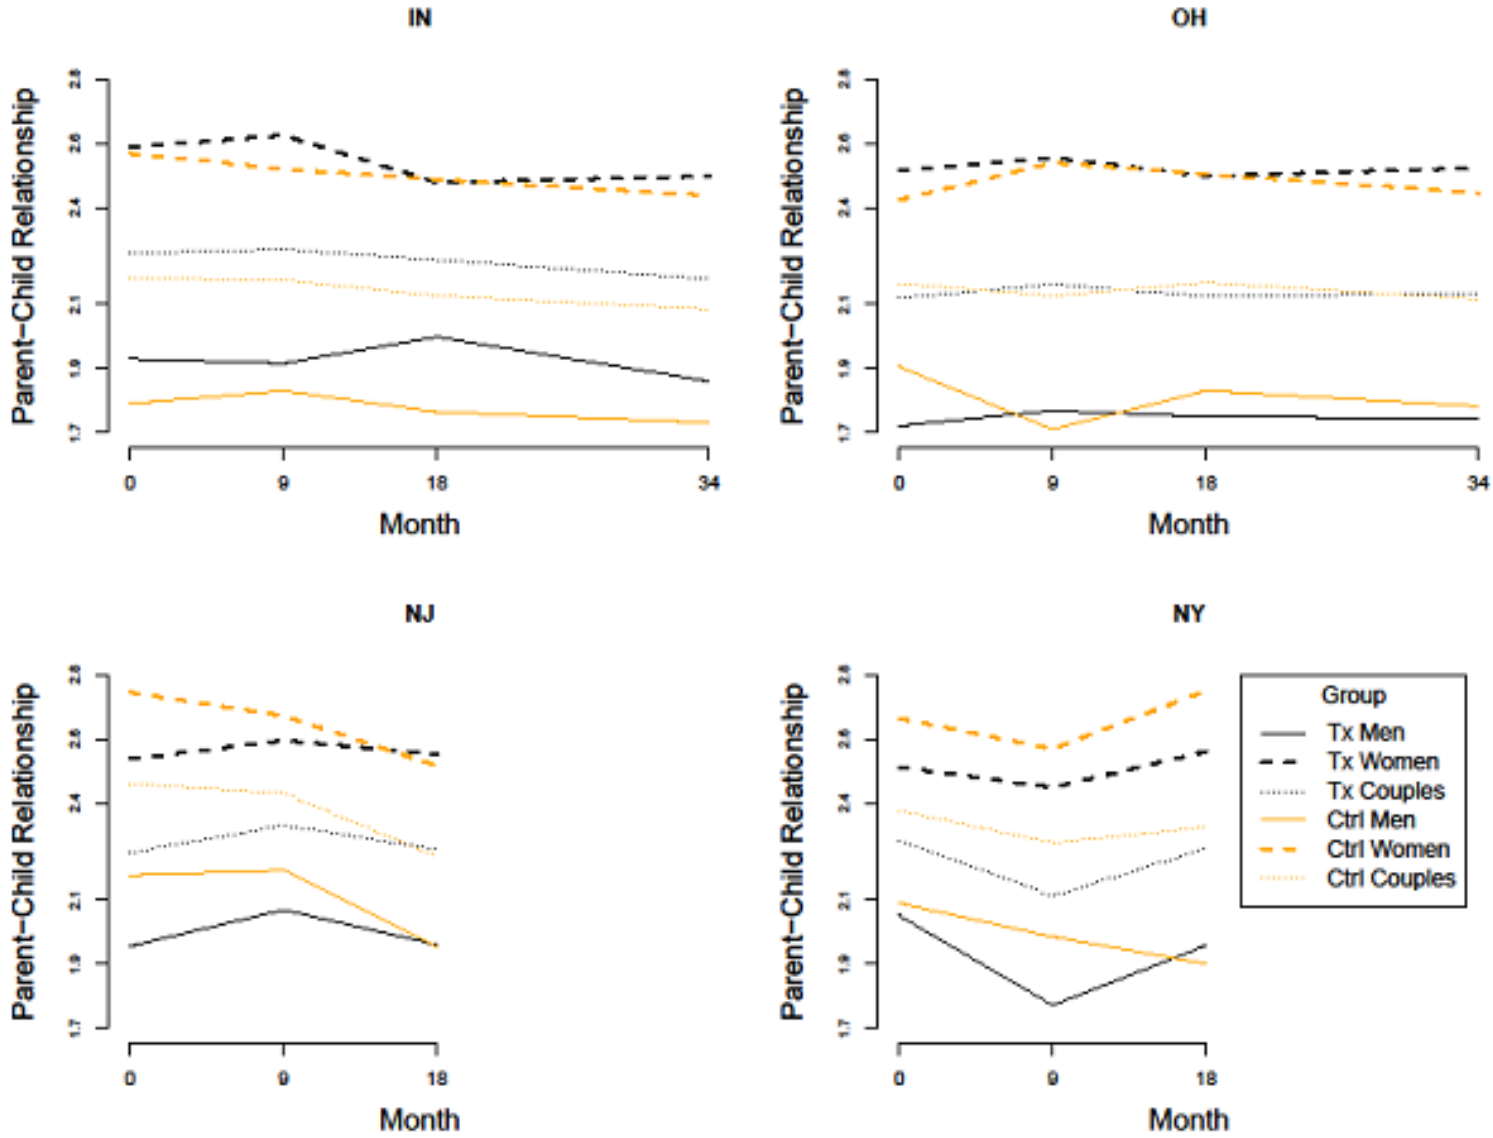 IN
Parent-Child Relationship
2.8
2.6
2.4
2.1
1.9
1.7
0 9 18 34
Month
OH
Parent-Child Relationship
2.8
2.6
2.4
2.1
1.9
1.7
0 9 18 34
Month
NJ
Parent-Child Relationship
2.8
2.6
2.4
2.1
1.9
1.7
0 9 18
Month
NY
Parent-Child Relationship
2.8
2.6
2.4
2.1
1.9
1.7
0 9 18
Month
Group
Tx Men
Tx Women
Tx Couples
Ctrl Men
Ctrl Women
Ctrl Couples